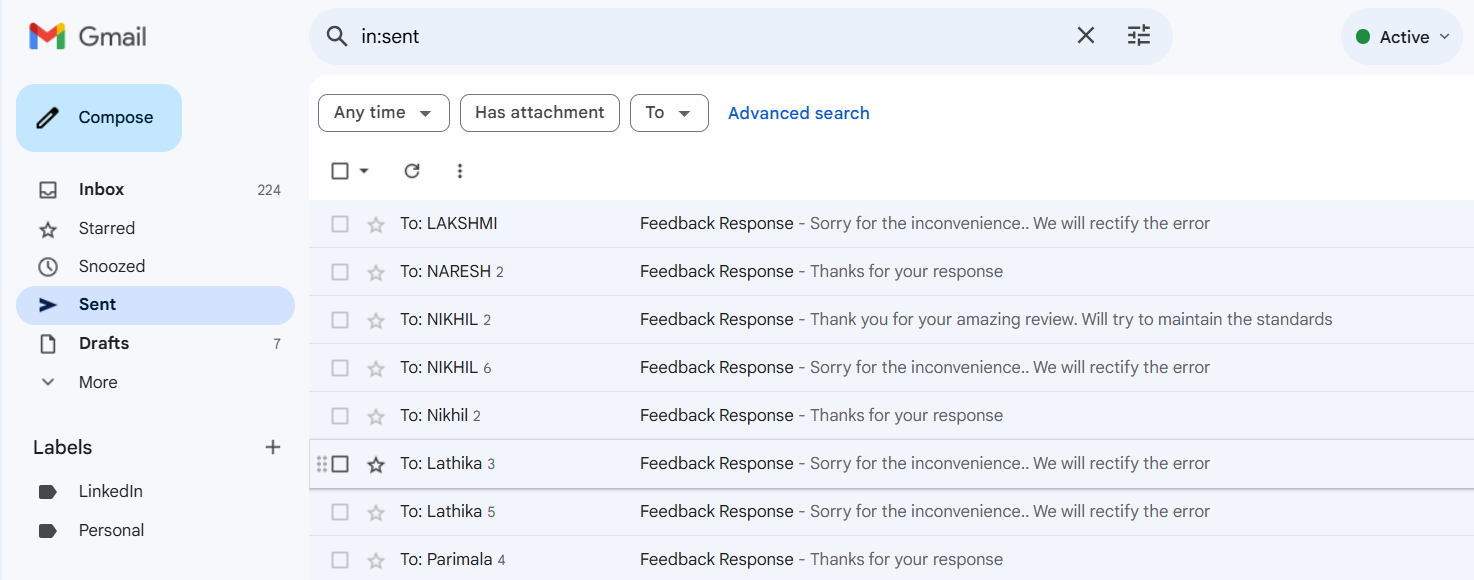 Gmail
in:sent
Active
Compose
Any time
Has attachment
To
Advanced search
Inbox 224
Starred
Snoozed
Sent
Drafts 7
More
Labels
LinkedIn
Personal
To: LAKSHMI Feedback Response - Sorry for the inconvenience.. We will rectify the error
To: NARESH 2 Feedback Response - Thanks for your response
To: NIKHIL 2 Feedback Response - Thank you for your amazing review. Will try to maintain the standards
To: NIKHIL 6 Feedback Response - Sorry for the inconvenience.. We will rectify the error
To: Nikhil 2 Feedback Response - Thanks for your response
To: Lathika 3 Feedback Response - Sorry for the inconvenience.. We will rectify the error
To: Lathika 5 Feedback Response - Sorry for the inconvenience.. We will rectify the error
To: Parimala 4 Feedback Response - Thanks for your response